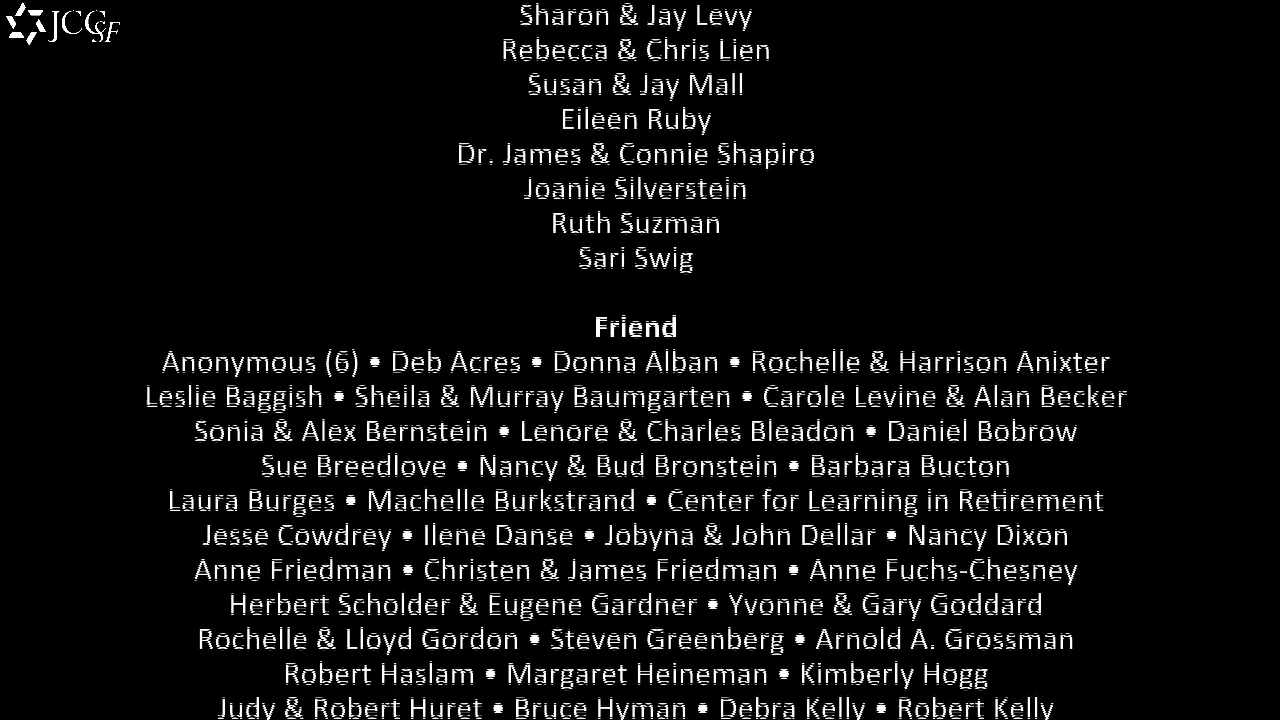 JCCSF
Sharon & Jay Levy
Rebecca & Chris Lien
Susan & Jay Mall
Eileen Ruby
Dr. James & Connie Shapiro
Joanie Silverstein
Ruth Suzman
Sari Swig
Friend
Anonymous (6) • Deb Acres • Donna Alban • Rochelle & Harrison Anixter
Leslie Baggish • Sheila & Murray Baumgarten • Carole Levine & Alan Becker
Sonia & Alex Bernstein • Lenore & Charles Bleadon • Daniel Bobrow
Sue Breedlove • Nancy & Bud Bronstein • Barbara Bucton
Laura Burges • Machelle Burkstrand • Center for Learning in Retirement
Jesse Cowdrey • Ilene Danse • Jobyna & John Dellar • Nancy Dixon
Anne Friedman • Christen & James Friedman • Anne Fuchs-Chesney
Herbert Scholder & Eugene Gardner • Yvonne & Gary Goddard
Rochelle & Lloyd Gordon • Steven Greenberg • Arnold A. Grossman
Robert Haslam • Margaret Heineman • Kimberly Hogg
Judy & Robert Huret • Bruce Hyman • Debra Kelly • Robert Kelly